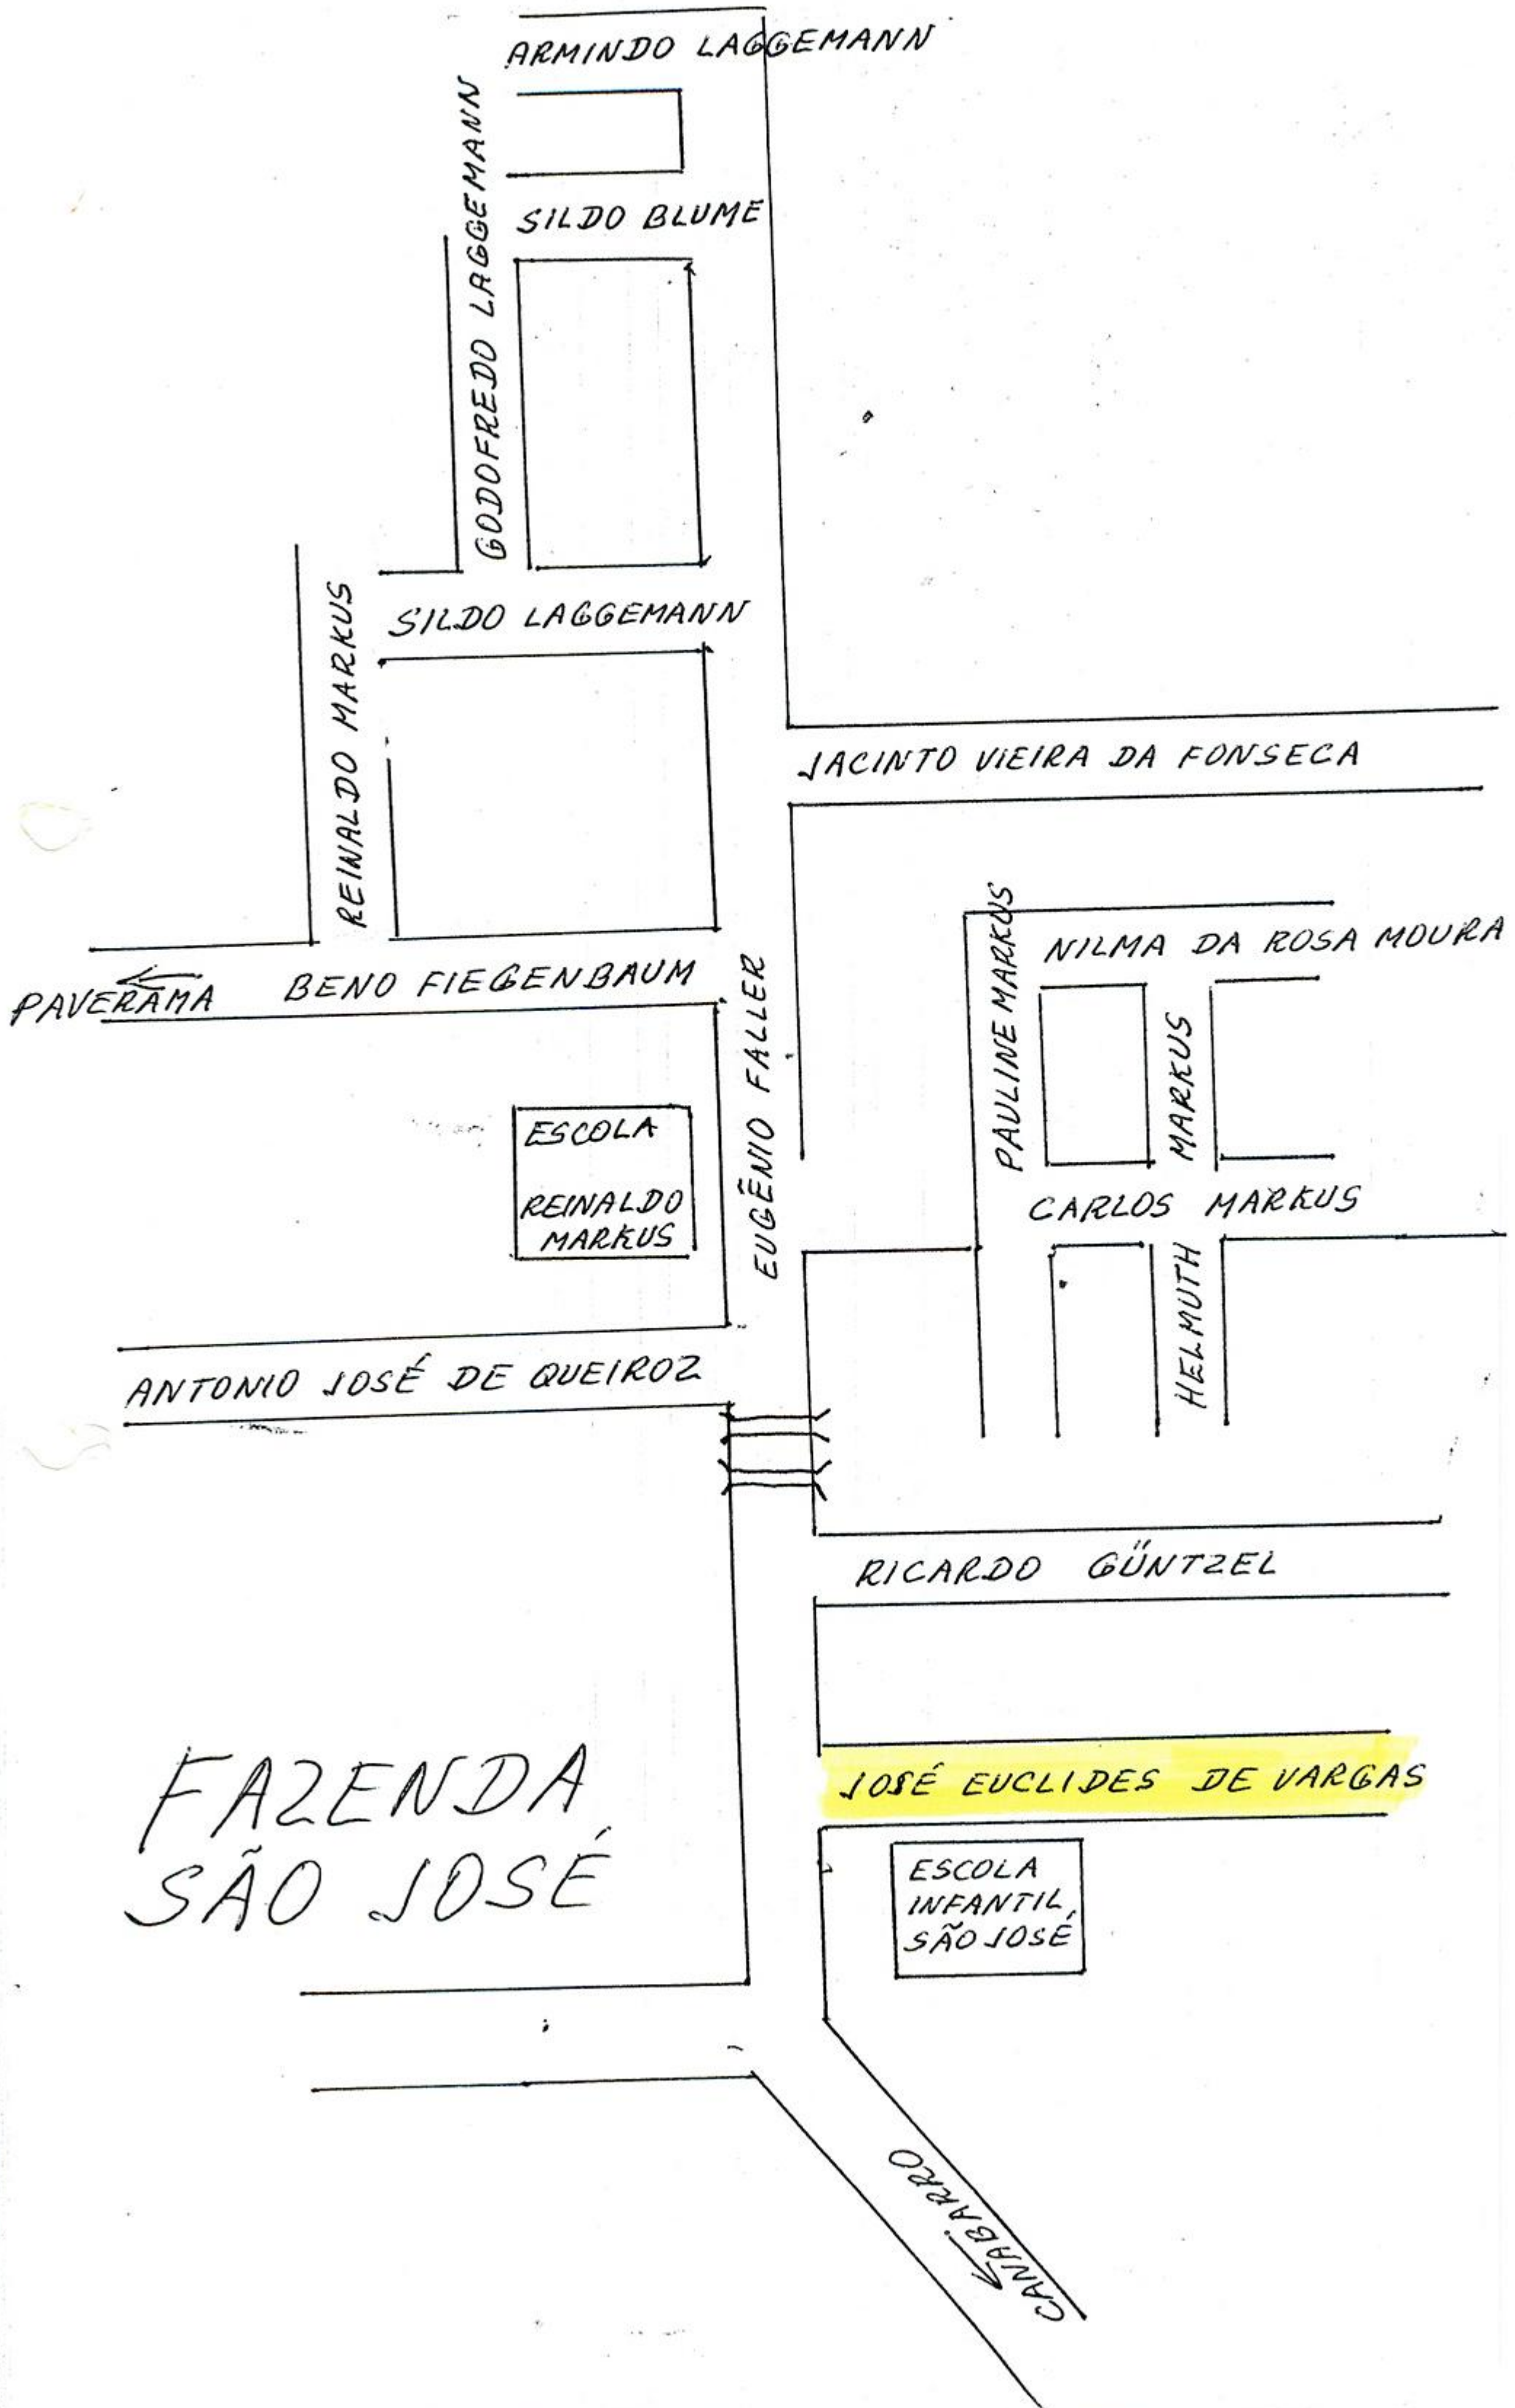 ARMINDO LAGGEMANN
GODOFREDO LAGGEMANN
SILDO BLUME
SILDO LAGGEMANN
REINALDO MARKUS
JACINTO VIEIRA DA FONSECA
PAULINE MARKUS
NILMA DA ROSA MOURA
PAVERAMA
BENO FIEGENBAUM
EUGÊNIO FALLER
HELMUTH MARKUS
ESCOLA
REINALDO
MARKUS
CARLOS MARKUS
ANTONIO JOSÉ DE QUEIROZ
RICARDO GÜNTZEL
FAZENDA
SÃO JOSÉ
JOSÉ EUCLIDES DE VARGAS
ESCOLA
INFANTIL
SÃO JOSÉ
CANABARRO